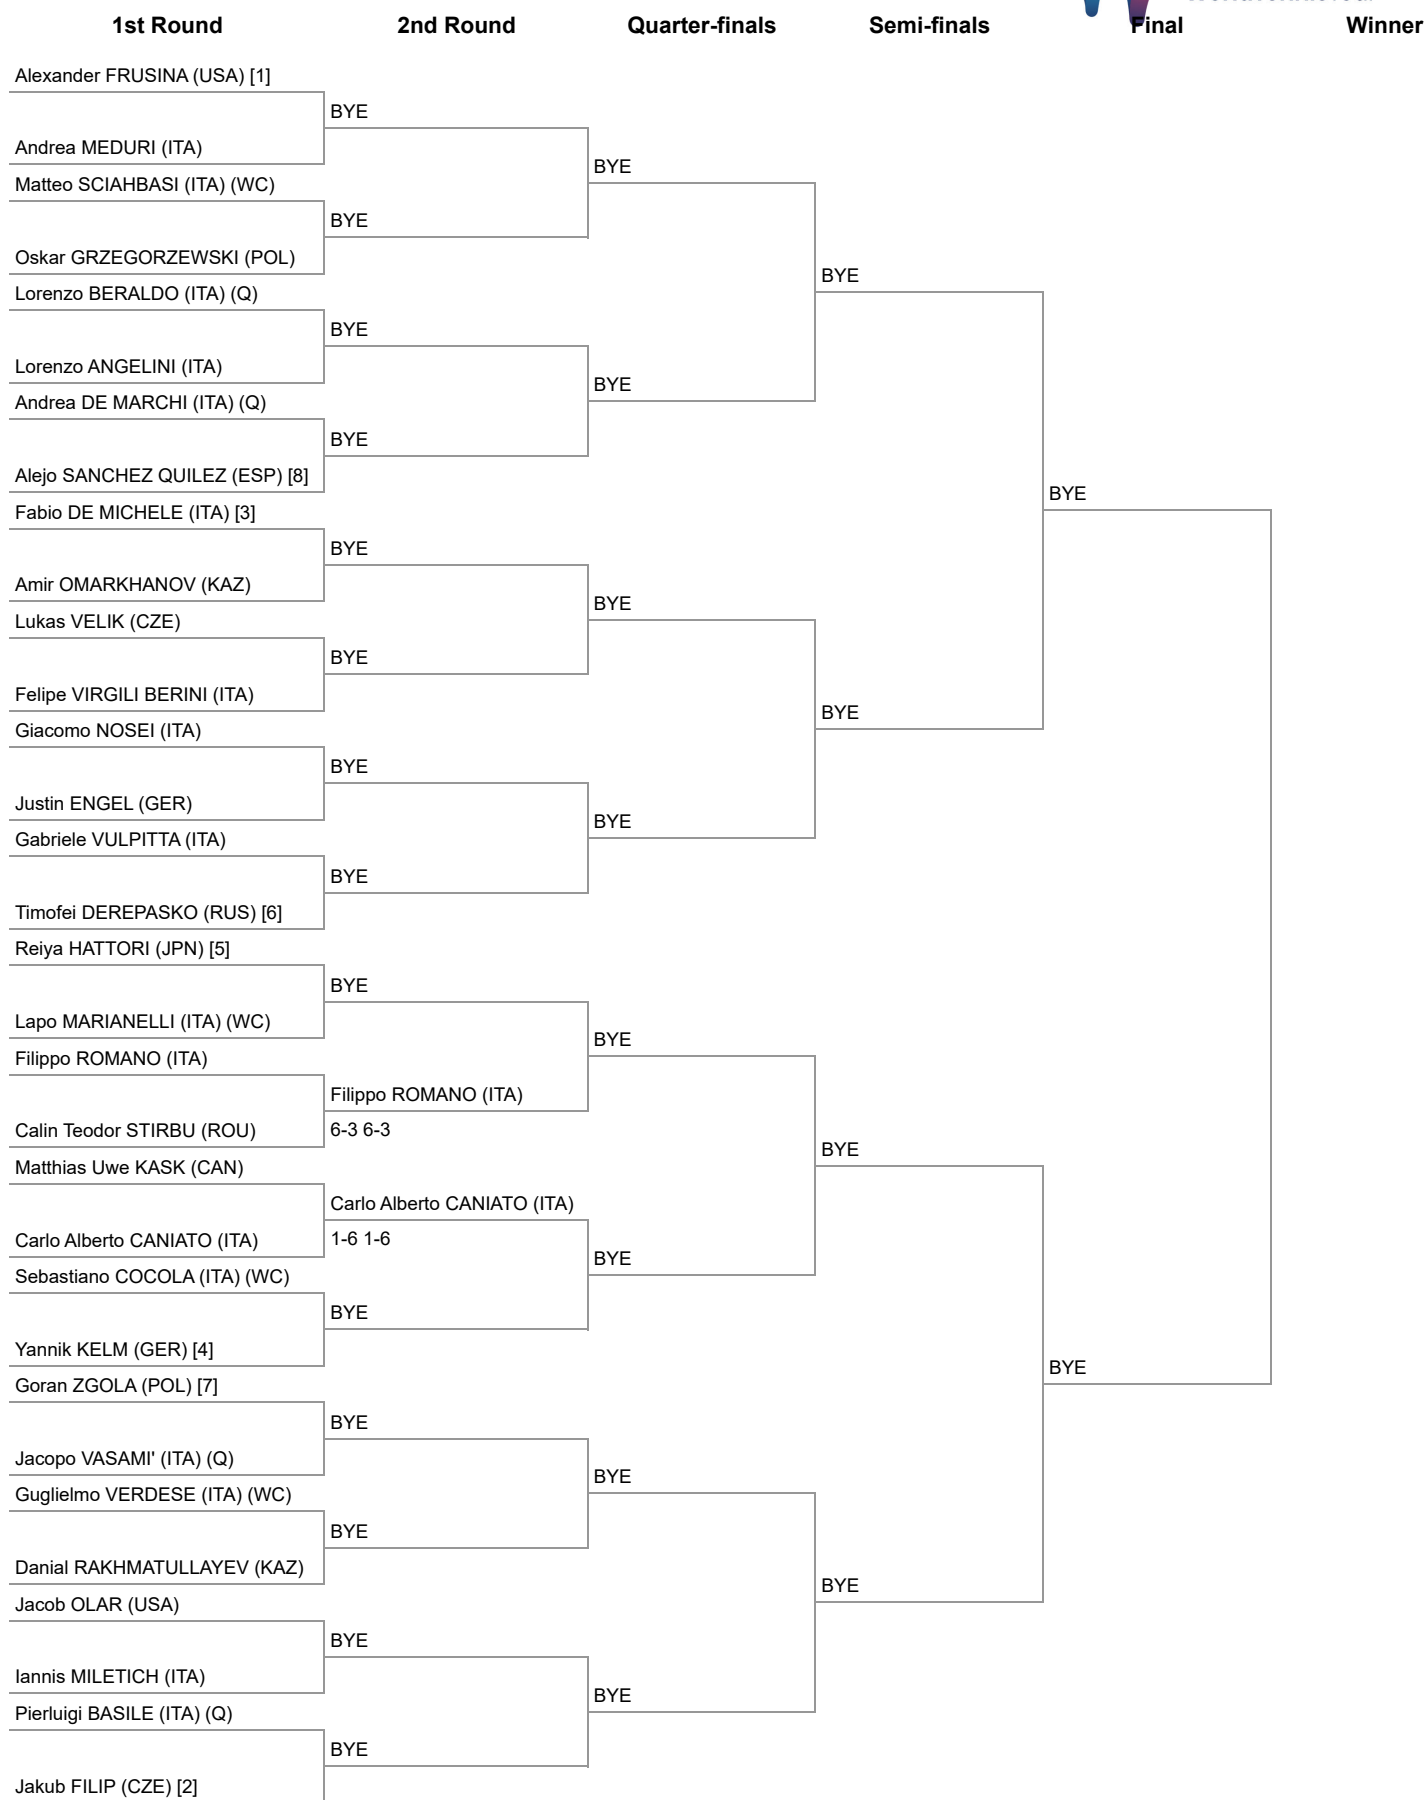 1st Round
2nd Round
Quarter-finals
Semi-finals
Final
Winner
Alexander FRUSINA (USA) [1]
BYE
Andrea MEDURI (ITA)
BYE
Matteo SCIAHBASI (ITA) (WC)
BYE
Oskar GRZEGORZEWSKI (POL)
BYE
Lorenzo BERALDO (ITA) (Q)
BYE
Lorenzo ANGELINI (ITA)
BYE
Andrea DE MARCHI (ITA) (Q)
BYE
Alejo SANCHEZ QUILEZ (ESP) [8]
BYE
Fabio DE MICHELE (ITA) [3]
BYE
Amir OMARKHANOV (KAZ)
BYE
Lukas VELIK (CZE)
BYE
Felipe VIRGILI BERINI (ITA)
BYE
Giacomo NOSEI (ITA)
BYE
Justin ENGEL (GER)
BYE
Gabriele VULPITTA (ITA)
BYE
Timofei DEREPASKO (RUS) [6]
Reiya HATTORI (JPN) [5]
BYE
Lapo MARIANELLI (ITA) (WC)
BYE
Filippo ROMANO (ITA)
Filippo ROMANO (ITA)
Calin Teodor STIRBU (ROU)
6-3 6-3
BYE
Matthias Uwe KASK (CAN)
Carlo Alberto CANIATO (ITA)
Carlo Alberto CANIATO (ITA)
1-6 1-6
BYE
Sebastiano COCOLA (ITA) (WC)
BYE
Yannik KELM (GER) [4]
BYE
Goran ZGOLA (POL) [7]
BYE
Jacopo VASAMI' (ITA) (Q)
BYE
Guglielmo VERDESE (ITA) (WC)
BYE
Danial RAKHMATULLAYEV (KAZ)
BYE
Jacob OLAR (USA)
BYE
Iannis MILETICH (ITA)
BYE
Pierluigi BASILE (ITA) (Q)
BYE
Jakub FILIP (CZE) [2]